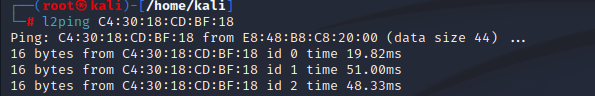 ┌──(root㉿kali)-[/home/kali]
└─# l2ping C4:30:18:CD:BF:18
Ping: C4:30:18:CD:BF:18 from E8:48:B8:C8:20:00 (data size 44) ...
16 bytes from C4:30:18:CD:BF:18 id 0 time 19.82ms
16 bytes from C4:30:18:CD:BF:18 id 1 time 51.00ms
16 bytes from C4:30:18:CD:BF:18 id 2 time 48.33ms